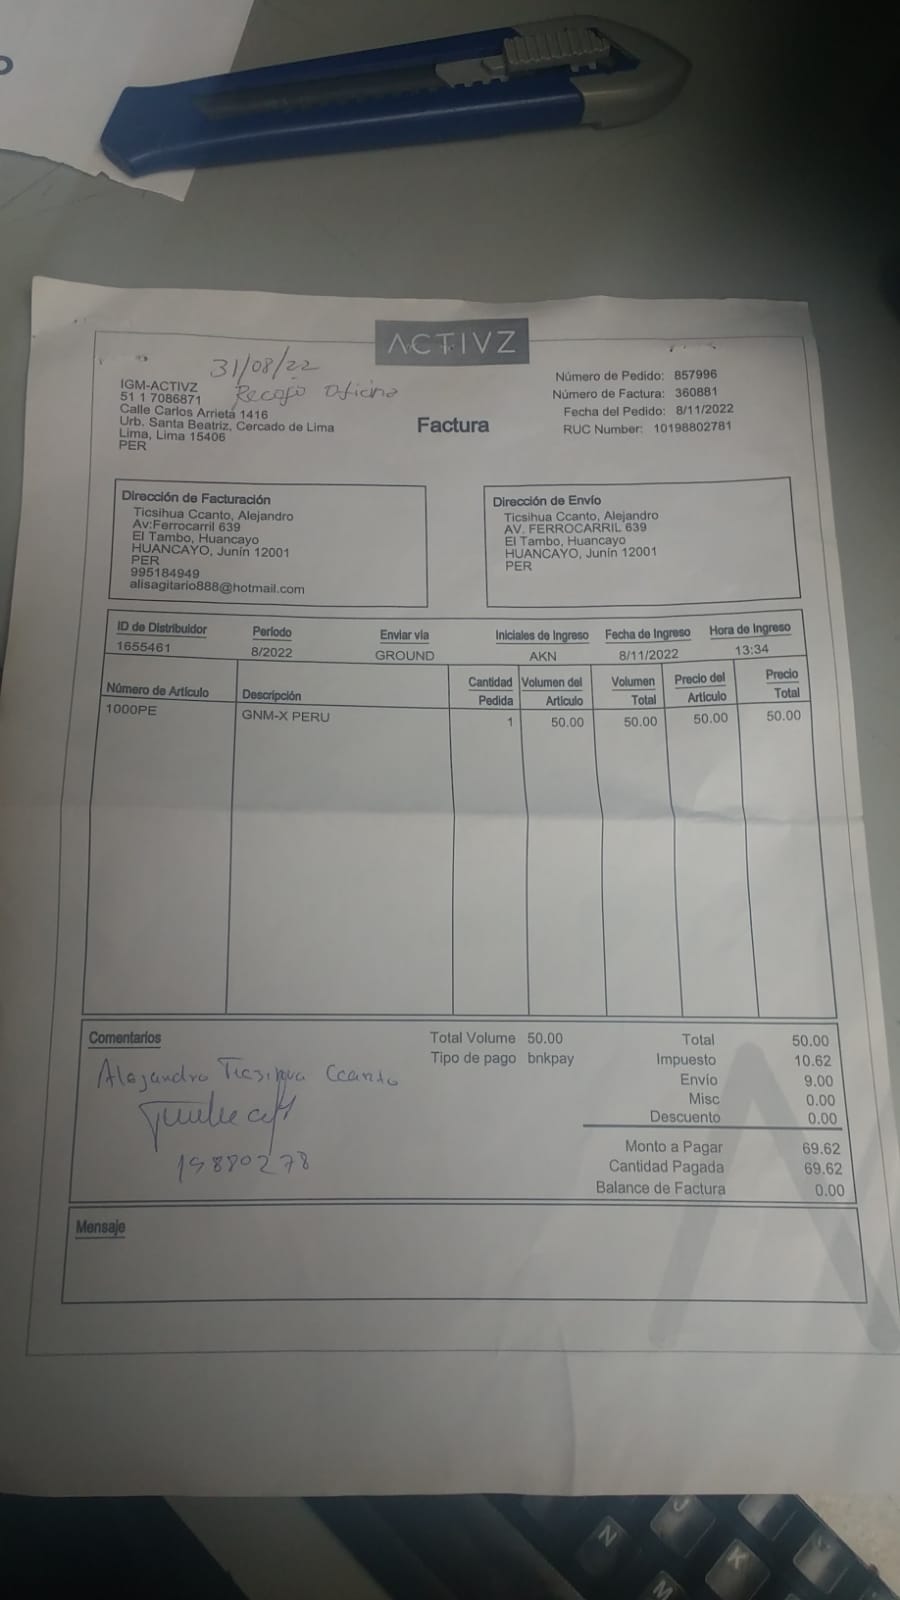 ACTIVZ
31/08/22
Recojo Oficina
IGM-ACTIVZ
51 1 7086871
Calle Carlos Arrieta 1416
Urb. Santa Beatriz, Cercado de Lima
Lima, Lima 15406
PER
Factura
Número de Pedido: 857996
Número de Factura: 360881
Fecha del Pedido: 8/11/2022
RUC Number: 10198802781
Dirección de Facturación
Ticsihua Ccanto, Alejandro
Av:Ferrocarril 639
El Tambo, Huancayo
HUANCAYO, Junín 12001
PER
995184949
alisagitario888@hotmail.com
Dirección de Envío
Ticsihua Ccanto, Alejandro
AV. FERROCARRIL 639
El Tambo, Huancayo
HUANCAYO, Junín 12001
PER
ID de Distribuidor Periodo Enviar via Iniciales de Ingreso Fecha de Ingreso Hora de Ingreso
1655461 8/2022 GROUND AKN 8/11/2022 13:34
Número de Artículo Descripción Cantidad Pedida Volumen del Artículo Volumen Total Precio del Artículo Precio Total
1000PE GNM-X PERU 1 50.00 50.00 50.00 50.00
Comentarios
Alejandro Ticsihua Ccanto
19880278
Total Volume 50.00
Tipo de pago bnkpay
Total 50.00
Impuesto 10.62
Envío 9.00
Misc 0.00
Descuento 0.00
Monto a Pagar 69.62
Cantidad Pagada 69.62
Balance de Factura 0.00
Mensaje
N
J
K
M